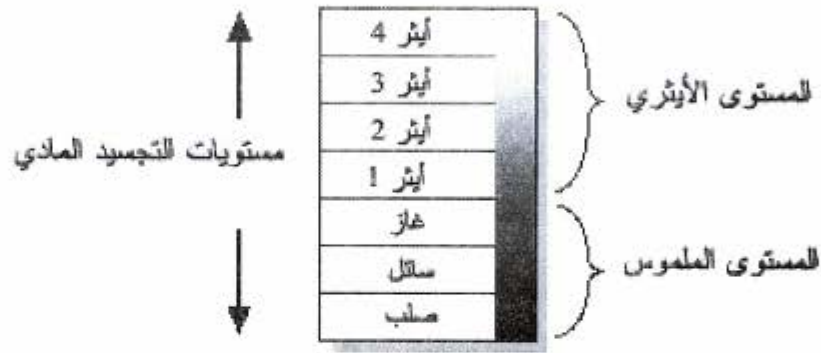 أيثر 4
أيثر 3
أيثر 2
أيثر 1
غاز
سائل
صلب
المستوى الأيثري
المستوى الملموس
مستويات التجسيد المادي